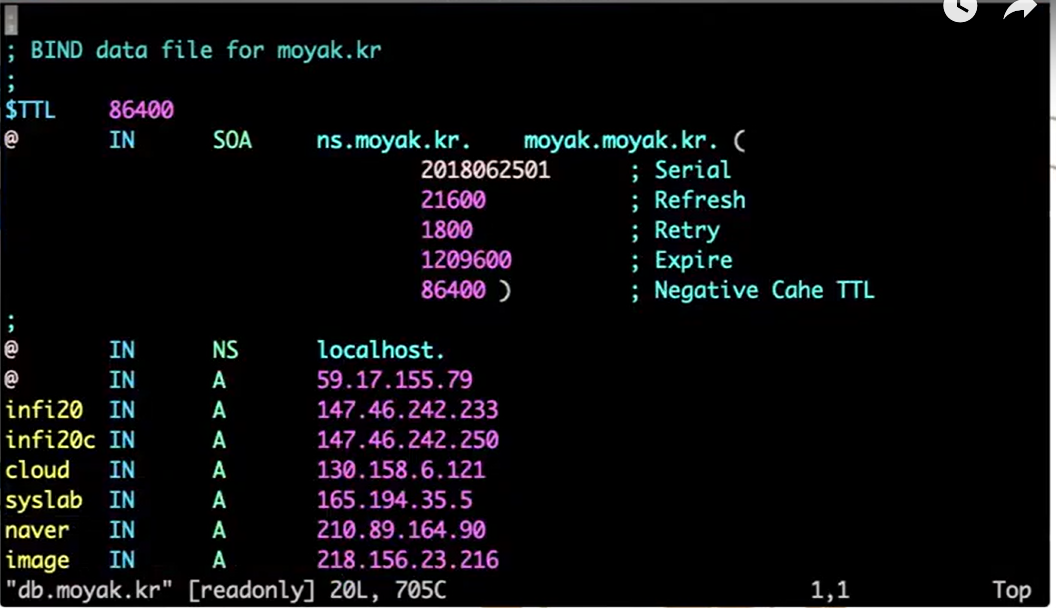 ;
; BIND data file for moyak.kr
;
$TTL 86400
@ IN SOA ns.moyak.kr. moyak.moyak.kr. (
2018062501 ; Serial
21600 ; Refresh
1800 ; Retry
1209600 ; Expire
86400 ) ; Negative Cahe TTL
;
@ IN NS localhost.
@ IN A 59.17.155.79
infi20 IN A 147.46.242.233
infi20c IN A 147.46.242.250
cloud IN A 130.158.6.121
syslab IN A 165.194.35.5
naver IN A 210.89.164.90
image IN A 218.156.23.216
"db.moyak.kr" [readonly] 20L, 705C 1,1 Top